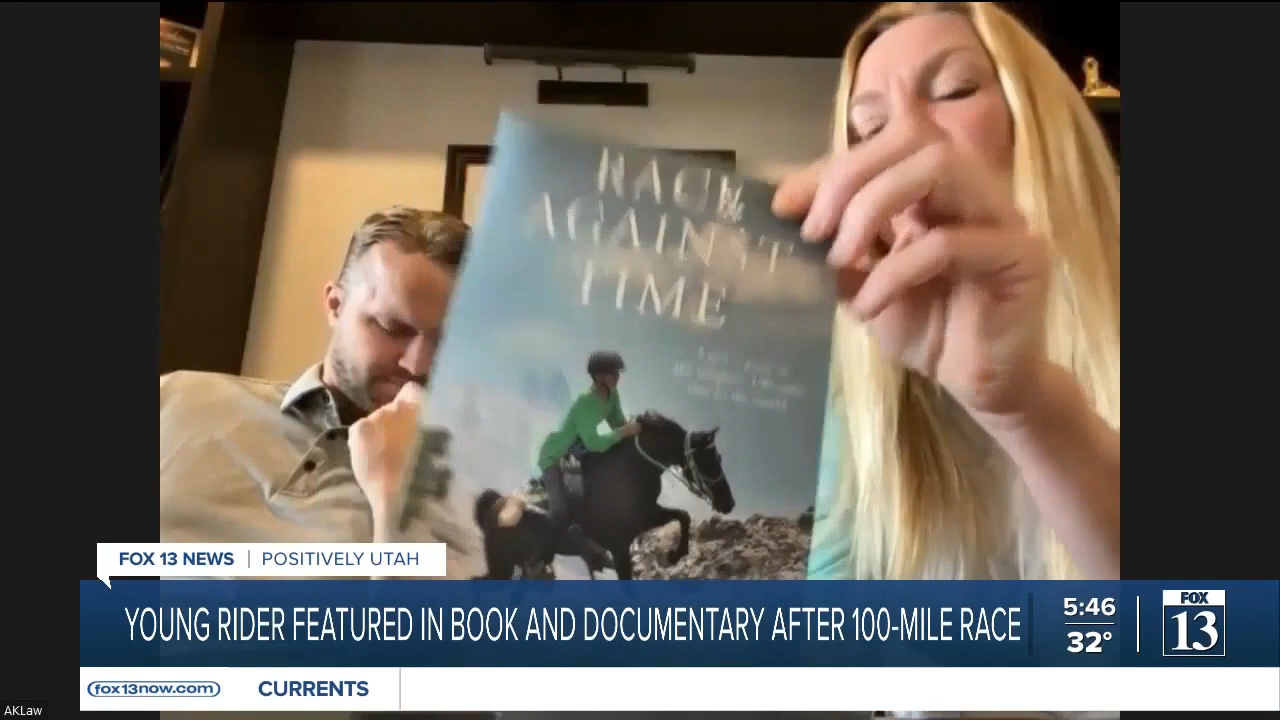 RACE
AGAINST
TIME
FOX 13 NEWS | POSITIVELY UTAH
YOUNG RIDER FEATURED IN BOOK AND DOCUMENTARY AFTER 100-MILE RACE
5:46
32°
FOX
13
fox13now.com
CURRENTS
AKLaw